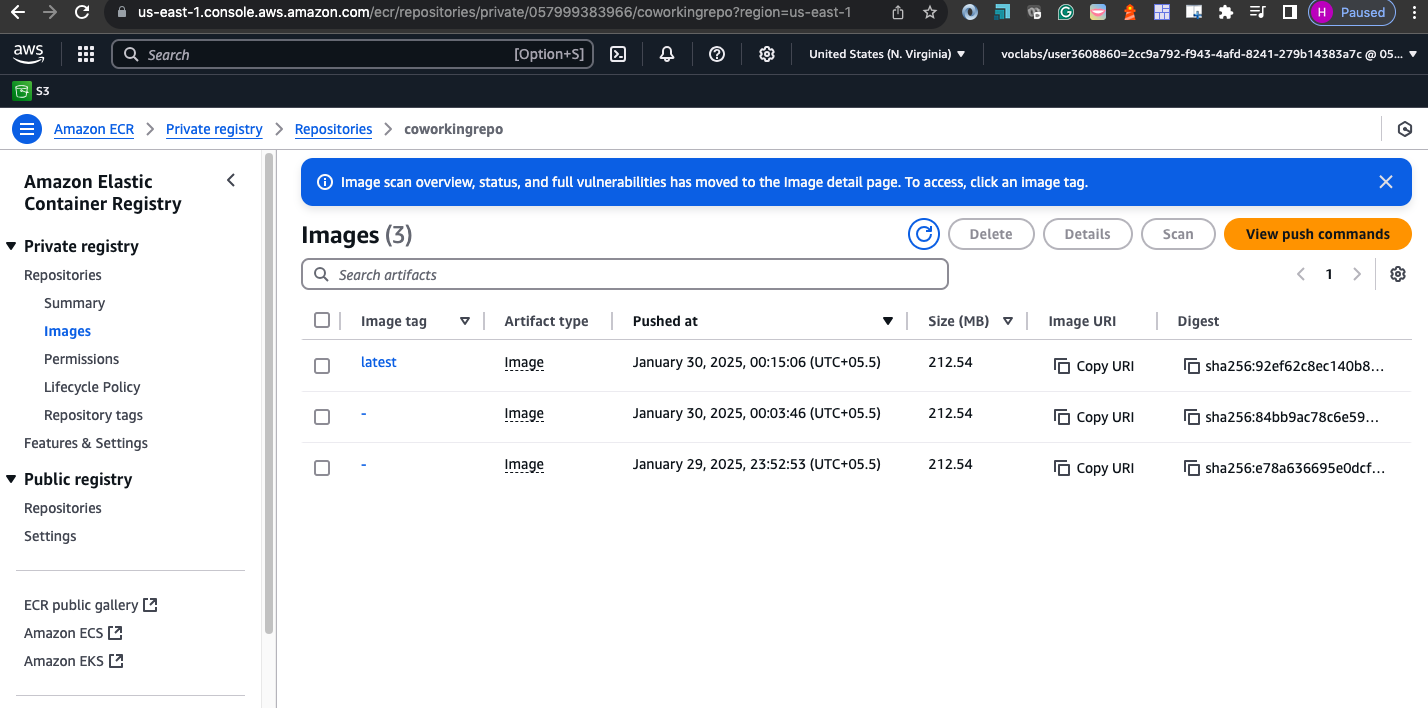 us-east-1.console.aws.amazon.com/ecr/repositories/private/057999383966/coworkingrepo?region=us-east-1
H Paused
aws
Search [Option+S]
United States (N. Virginia)
voclabs/user3608860=2cc9a792-f943-4afd-8241-279b14383a7c @ 05...
S3
Amazon ECR
Private registry
Repositories
coworkingrepo
Amazon Elastic
Container Registry
Private registry
Repositories
Summary
Images
Permissions
Lifecycle Policy
Repository tags
Features & Settings
Public registry
Repositories
Settings
ECR public gallery
Amazon ECS
Amazon EKS
Image scan overview, status, and full vulnerabilities has moved to the Image detail page. To access, click an image tag.
Images (3)
Delete
Details
Scan
View push commands
Search artifacts
1
Image tag Artifact type Pushed at Size (MB) Image URI Digest
latest Image January 30, 2025, 00:15:06 (UTC+05.5) 212.54 Copy URI sha256:92ef62c8ec140b8...
- Image January 30, 2025, 00:03:46 (UTC+05.5) 212.54 Copy URI sha256:84bb9ac78c6e59...
- Image January 29, 2025, 23:52:53 (UTC+05.5) 212.54 Copy URI sha256:e78a636695e0dcf...